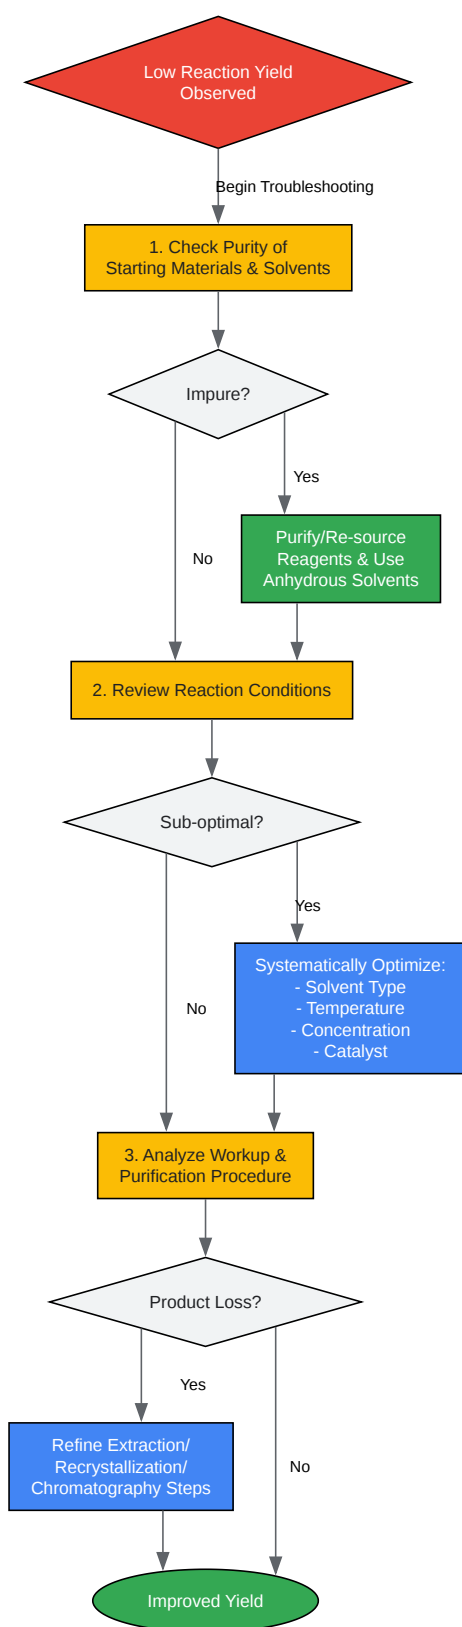 Low Reaction Yield
Observed
Begin Troubleshooting
1. Check Purity of
Starting Materials & Solvents
Impure?
Yes
Purify/Re-source
Reagents & Use
Anhydrous Solvents
No
2. Review Reaction Conditions
Sub-optimal?
Yes
Systematically Optimize:
- Solvent Type
- Temperature
- Concentration
- Catalyst
No
3. Analyze Workup &
Purification Procedure
Product Loss?
Yes
Refine Extraction/
Recrystallization/
Chromatography Steps
No
Improved Yield